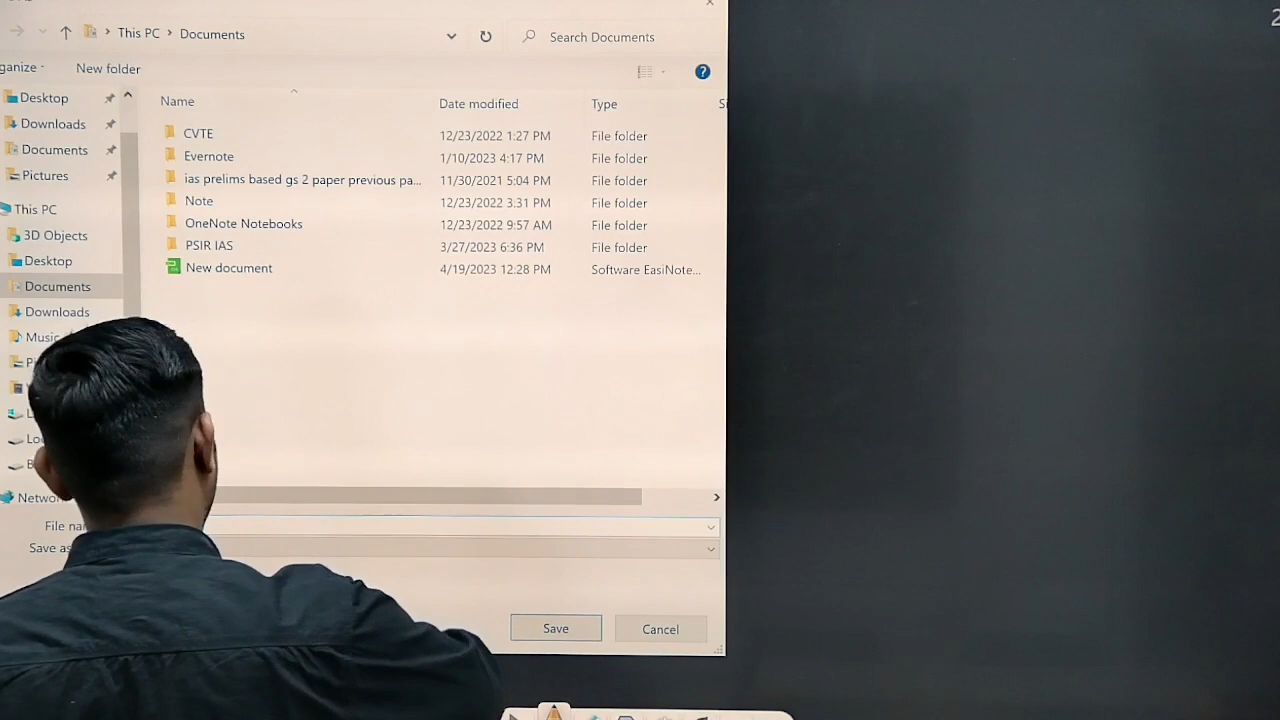 This PC > Documents
Search Documents
New folder
Name Date modified Type
Desktop
Downloads
Documents
Pictures
This PC
3D Objects
Desktop
Documents
Downloads
Music
CVTE 12/23/2022 1:27 PM File folder
Evernote 1/10/2023 4:17 PM File folder
ias prelims based gs 2 paper previous pa... 11/30/2021 5:04 PM File folder
Note 12/23/2022 3:31 PM File folder
OneNote Notebooks 12/23/2022 9:57 AM File folder
PSIR IAS 3/27/2023 6:36 PM File folder
New document 4/19/2023 12:28 PM Software EasiNote...
File na
Save as
Save Cancel